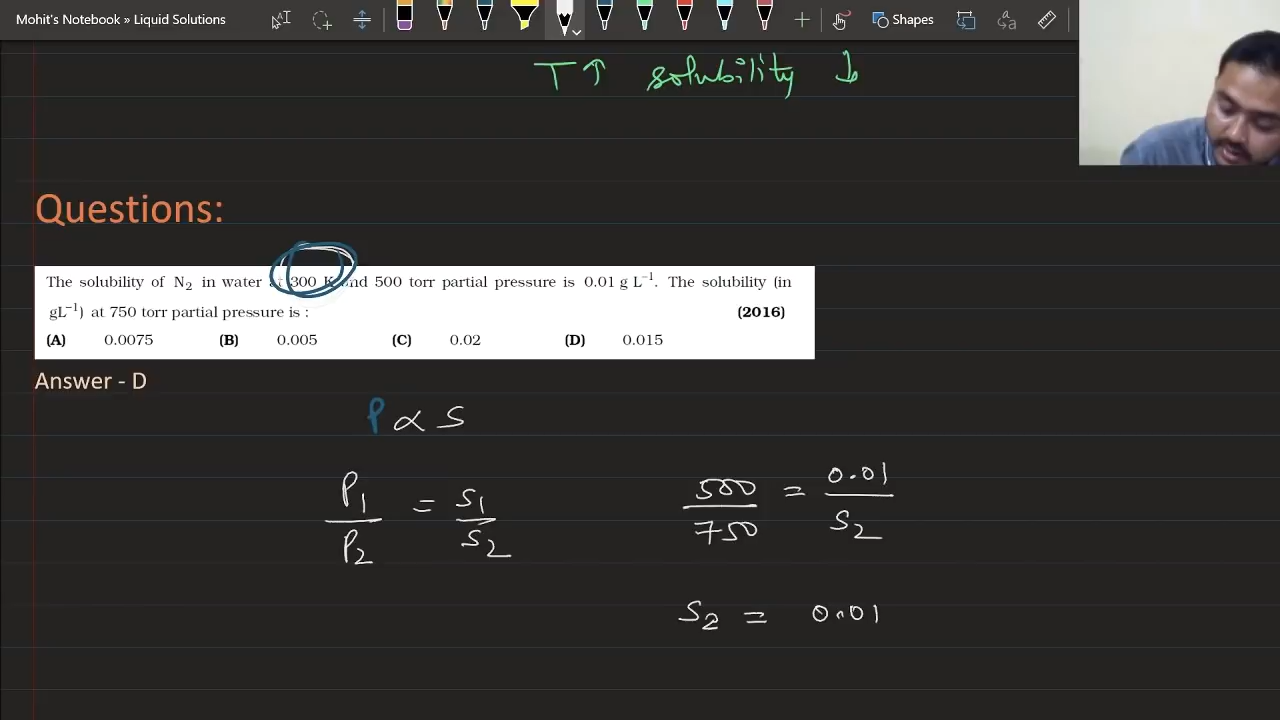 Mohit's Notebook » Liquid Solutions
Shapes
T↑ solubility ↓
Questions:
The solubility of N₂ in water at 300 K and 500 torr partial pressure is 0.01 g L⁻¹. The solubility (in
gL⁻¹) at 750 torr partial pressure is :
(2016)
(A) 0.0075 (B) 0.005 (C) 0.02 (D) 0.015
Answer - D
P ∝ S
P₁/P₂ = S₁/S₂
500/750 = 0.01/S₂
S₂ = 0.01